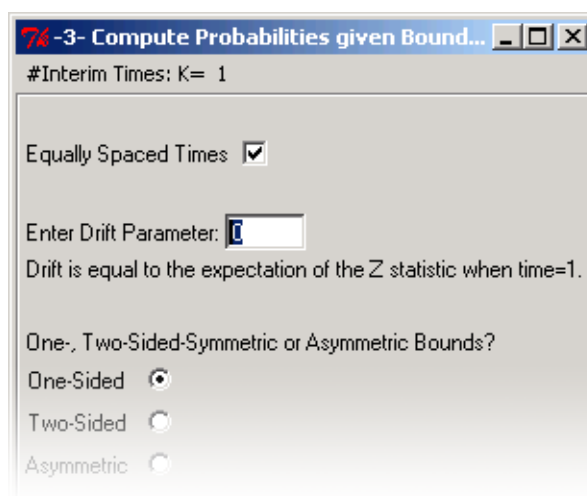 -3- Compute Probabilities given Bound...
#Interim Times: K= 1
Equally Spaced Times
Enter Drift Parameter: 0
Drift is equal to the expectation of the Z statistic when time=1.
One-, Two-Sided-Symmetric or Asymmetric Bounds?
One-Sided
Two-Sided
Asymmetric